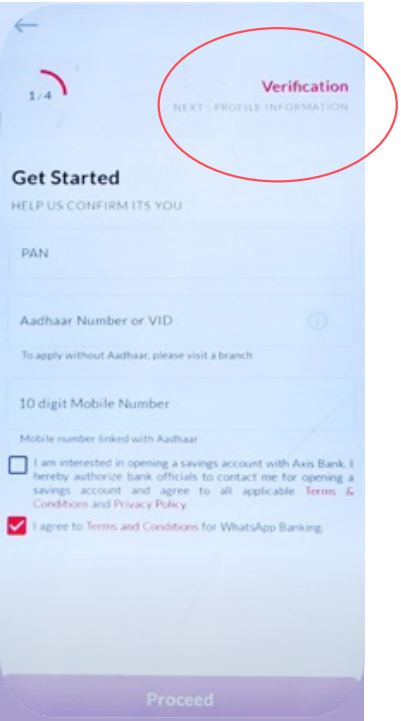 1/4
Verification
NEXT : PROFILE INFORMATION
Get Started
HELP US CONFIRM ITS YOU
PAN
Aadhaar Number or VID
To apply without Aadhaar, please visit a branch
10 digit Mobile Number
Mobile number linked with Aadhaar
I am interested in opening a savings account with Axis Bank. I
hereby authorize bank officials to contact me for opening a
savings account and agree to all applicable Terms &
Conditions and Privacy Policy
I agree to Terms and Conditions for WhatsApp Banking.
Proceed